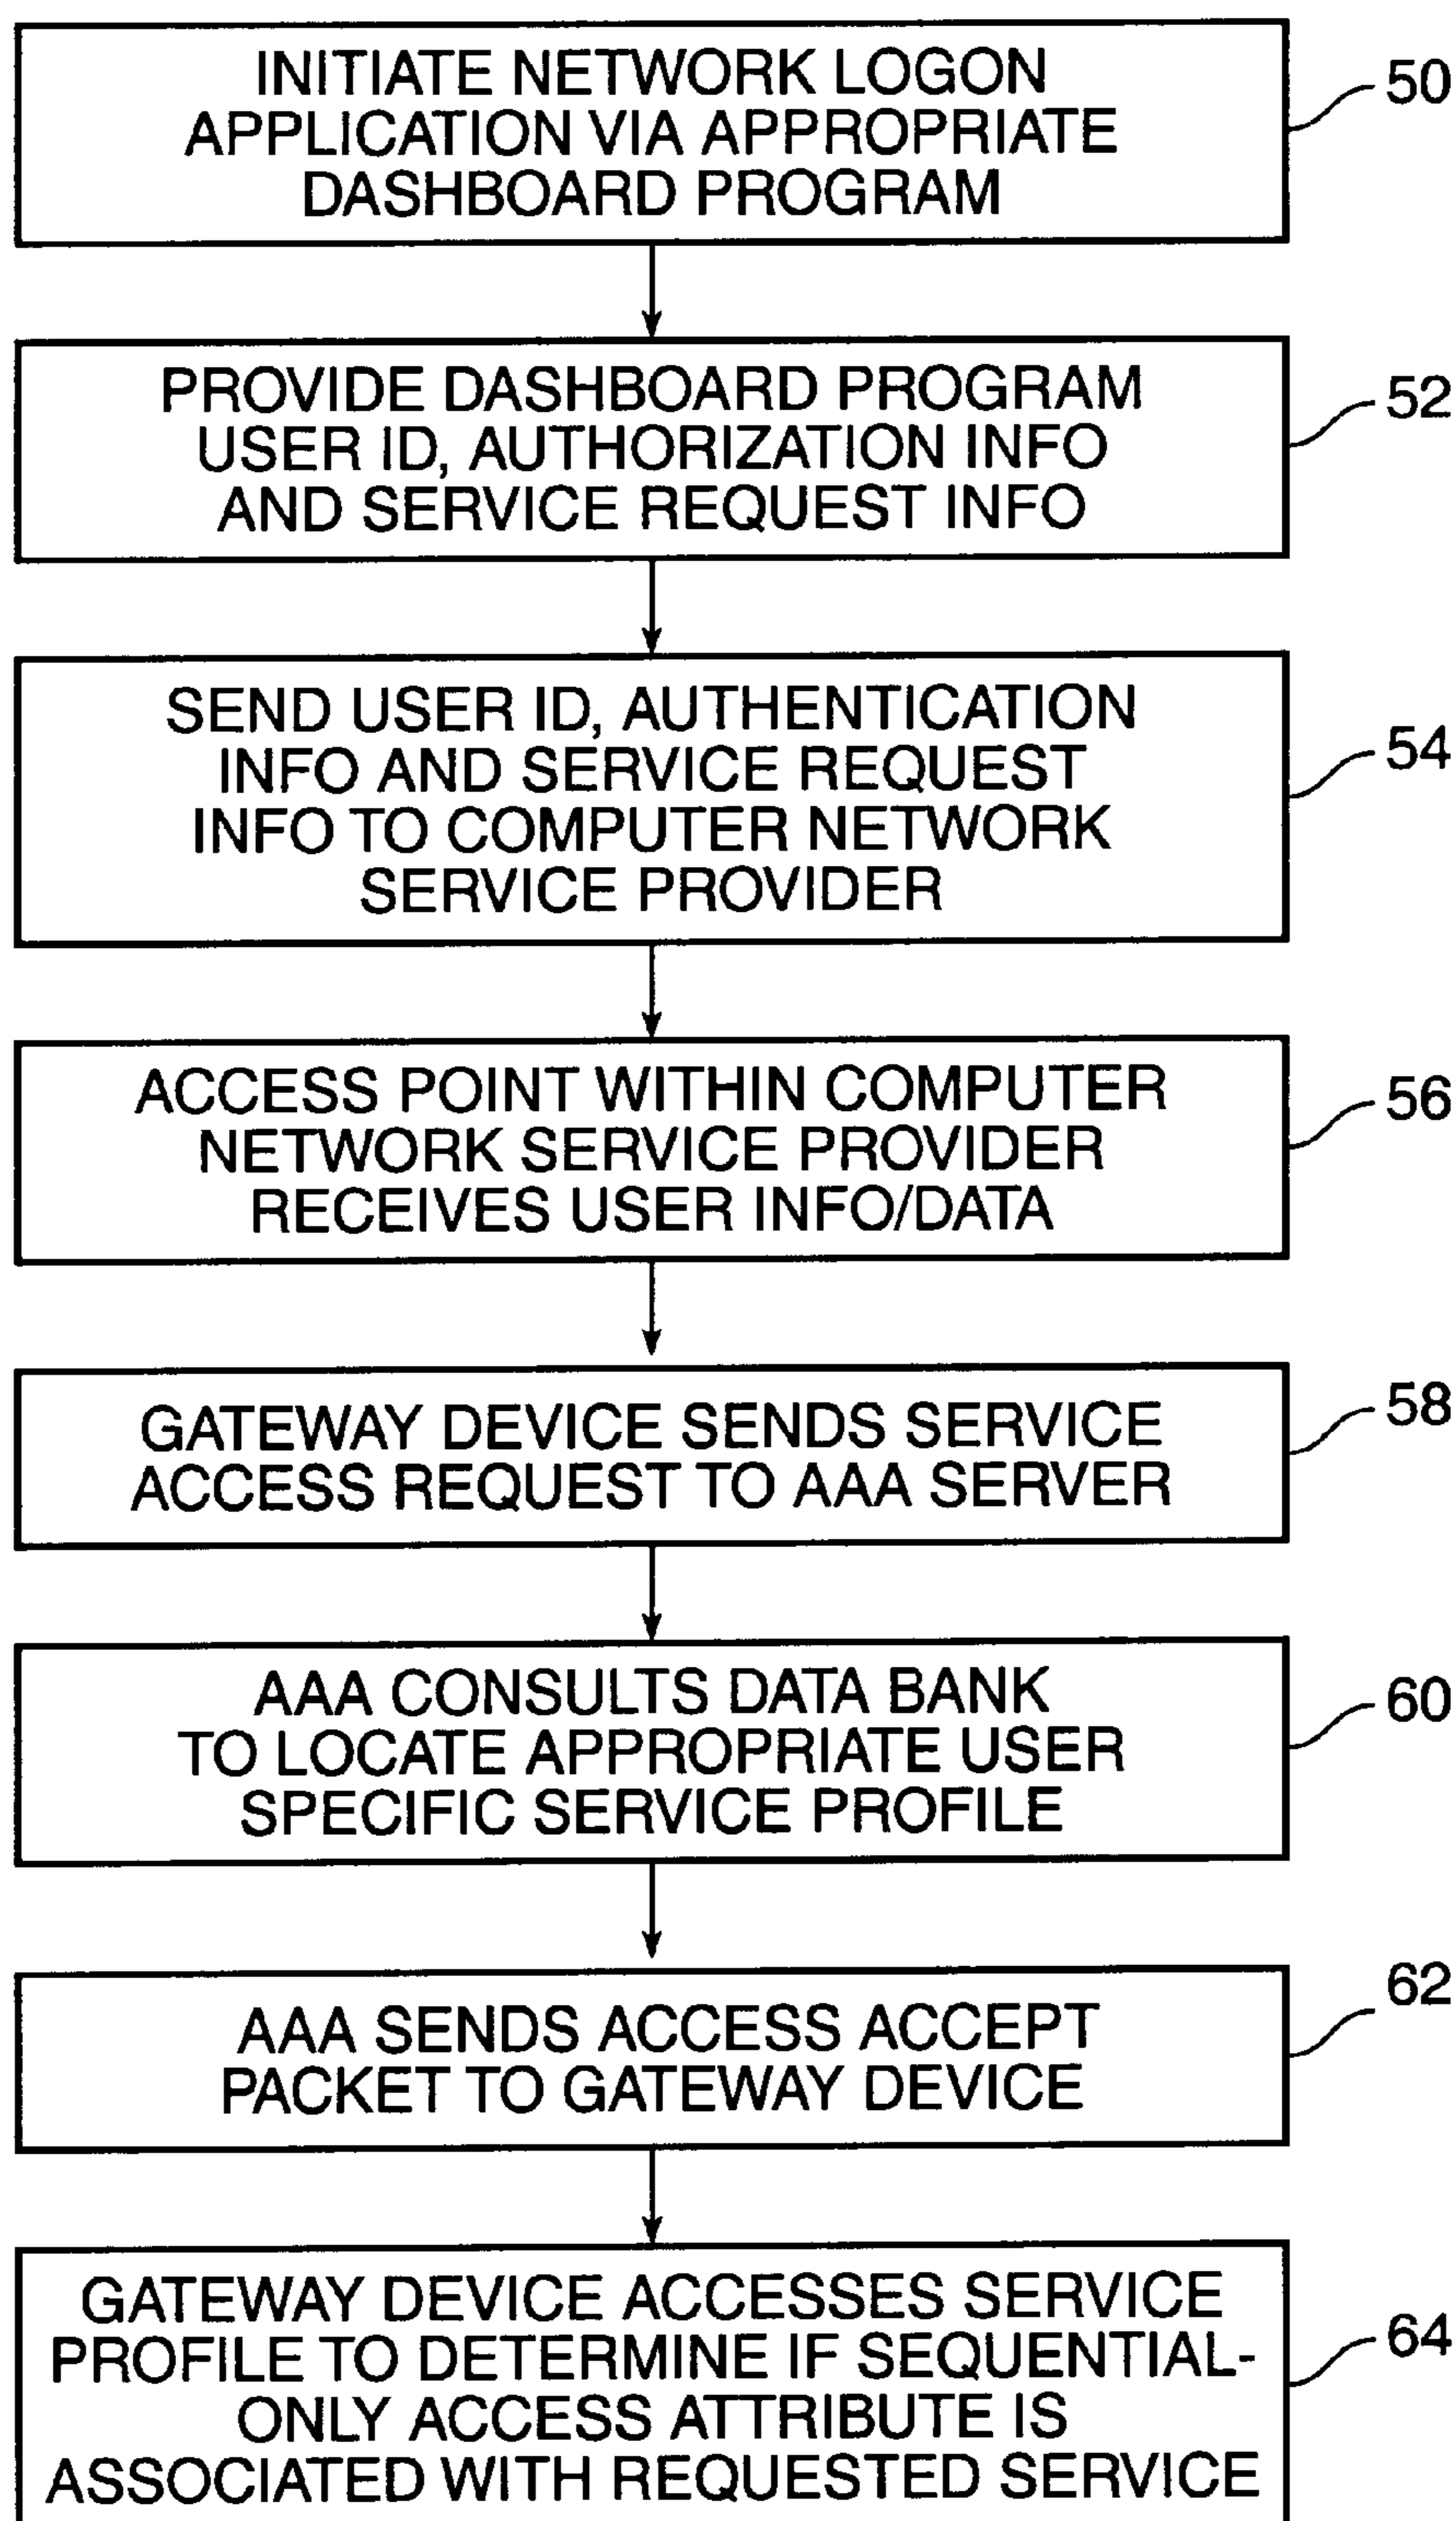 INITIATE NETWORK LOGON
APPLICATION VIA APPROPRIATE
DASHBOARD PROGRAM
50
PROVIDE DASHBOARD PROGRAM
USER ID, AUTHORIZATION INFO
AND SERVICE REQUEST INFO
52
SEND USER ID, AUTHENTICATION
INFO AND SERVICE REQUEST
INFO TO COMPUTER NETWORK
SERVICE PROVIDER
54
ACCESS POINT WITHIN COMPUTER
NETWORK SERVICE PROVIDER
RECEIVES USER INFO/DATA
56
GATEWAY DEVICE SENDS SERVICE
ACCESS REQUEST TO AAA SERVER
58
AAA CONSULTS DATA BANK
TO LOCATE APPROPRIATE USER
SPECIFIC SERVICE PROFILE
60
AAA SENDS ACCESS ACCEPT
PACKET TO GATEWAY DEVICE
62
GATEWAY DEVICE ACCESSES SERVICE
PROFILE TO DETERMINE IF SEQUENTIAL-
ONLY ACCESS ATTRIBUTE IS
ASSOCIATED WITH REQUESTED SERVICE
64